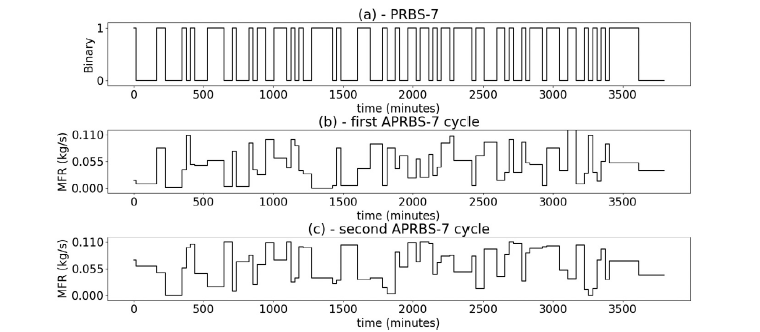 (a) - PRBS-7
Binary
1
0
0 500 1000 1500 2000 2500 3000 3500
time (minutes)
(b) - first APRBS-7 cycle
MFR (kg/s)
0.110
0.055
0.000
0 500 1000 1500 2000 2500 3000 3500
time (minutes)
(c) - second APRBS-7 cycle
MFR (kg/s)
0.110
0.055
0.000
0 500 1000 1500 2000 2500 3000 3500
time (minutes)